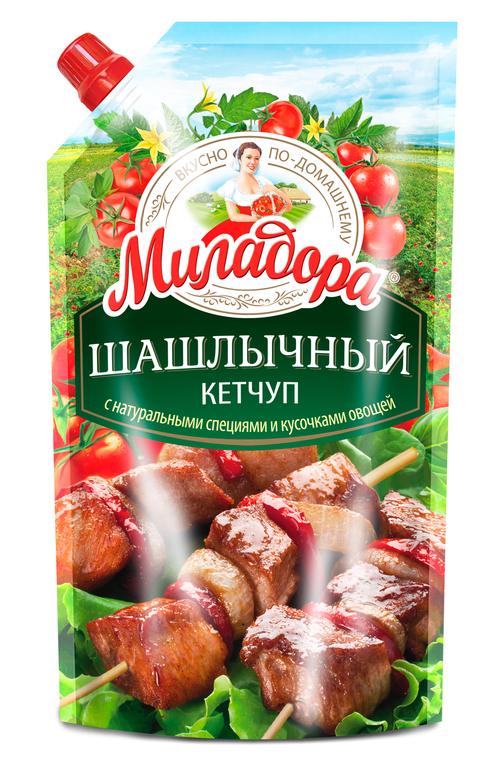 ВКУСНО ПО-ДОМАШНЕМУ
Миладора®
ШАШЛЫЧНЫЙ
КЕТЧУП
с натуральными специями и кусочками овощей